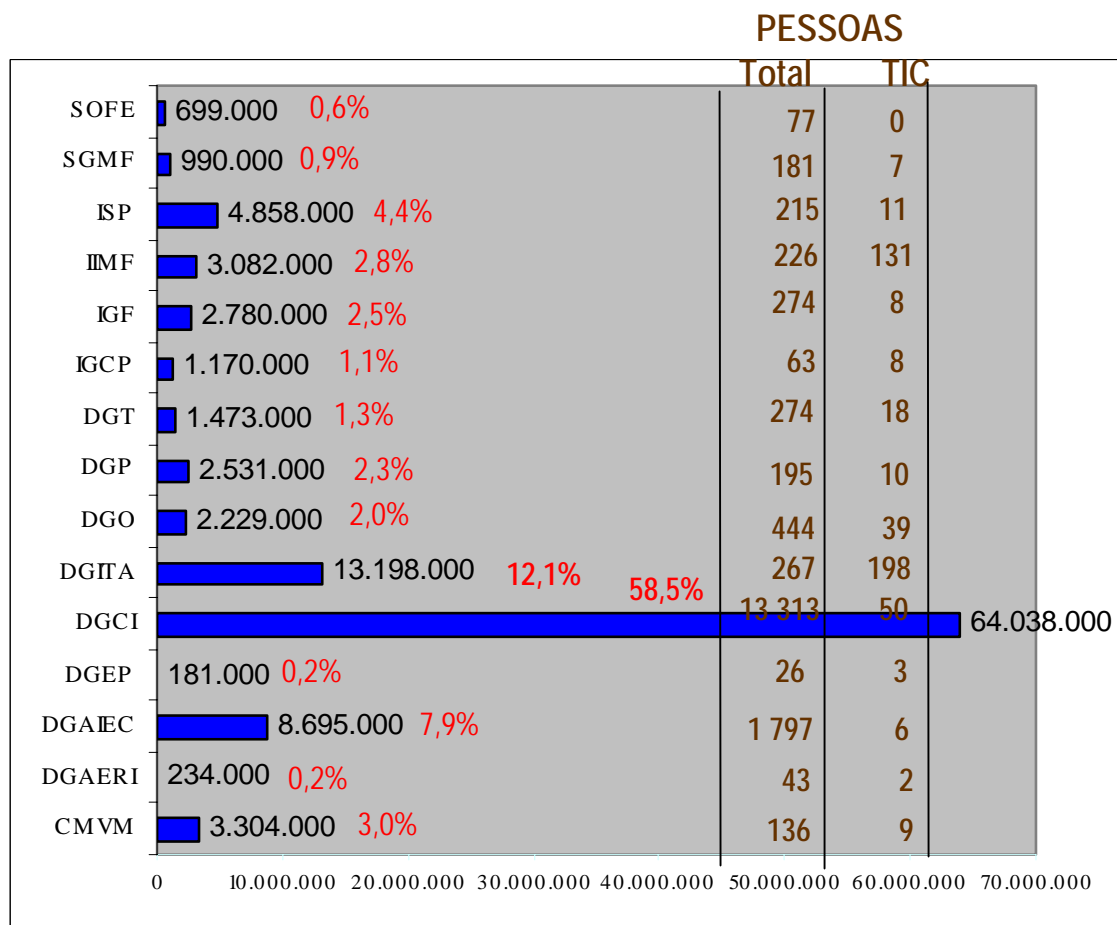 PESSOAS
Total TIC
SOFE 699.000 0,6% 77 0
SGMF 990.000 0,9% 181 7
ISP 4.858.000 4,4% 215 11
IIMF 3.082.000 2,8% 226 131
IGF 2.780.000 2,5% 274 8
IGCP 1.170.000 1,1% 63 8
DGT 1.473.000 1,3% 274 18
DGP 2.531.000 2,3% 195 10
DGO 2.229.000 2,0% 444 39
DGITA 13.198.000 12,1% 267 198
DGCI 58,5% 13 313 50 64.038.000
DGEP 181.000 0,2% 26 3
DGAIEC 8.695.000 7,9% 1 797 6
DGAERI 234.000 0,2% 43 2
CMVM 3.304.000 3,0% 136 9
0 10.000.000 20.000.000 30.000.000 40.000.000 50.000.000 60.000.000 70.000.000